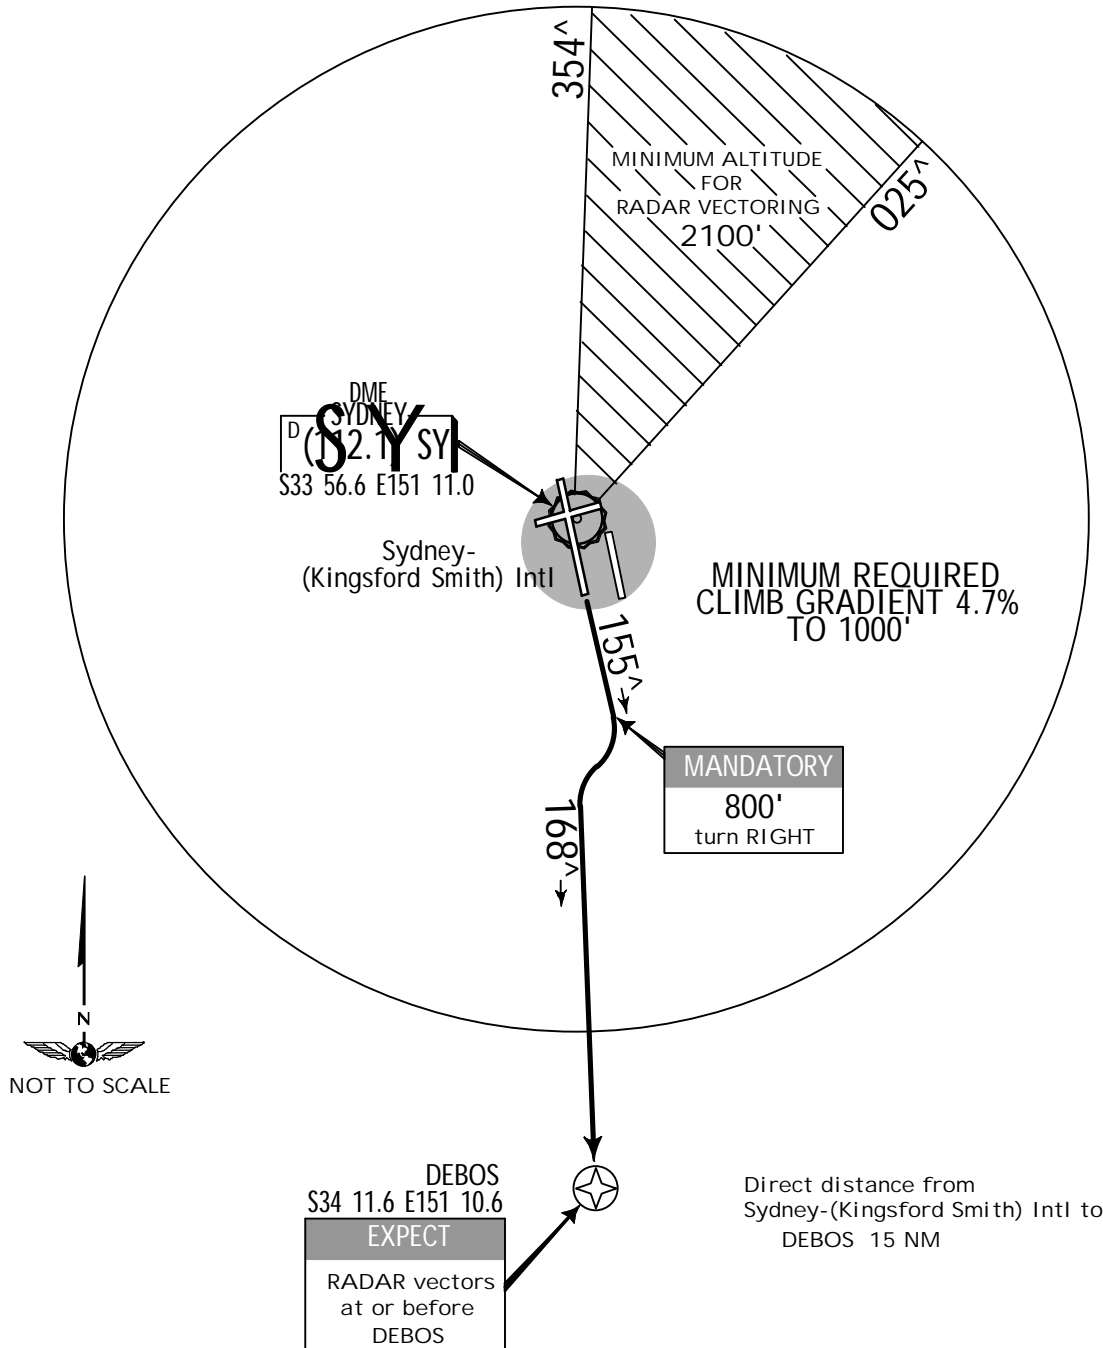 354^
025^
MINIMUM ALTITUDE
FOR
RADAR VECTORING
2100'
DME
SYDNEY
D (112.1) SYD
S Y
S33 56.6 E151 11.0
Sydney-
(Kingsford Smith) Intl
MINIMUM REQUIRED
CLIMB GRADIENT 4.7%
TO 1000'
155^
MANDATORY
800'
turn RIGHT
168^
N
NOT TO SCALE
DEBOS
S34 11.6 E151 10.6
EXPECT
RADAR vectors
at or before
DEBOS
Direct distance from
Sydney-(Kingsford Smith) Intl to
DEBOS 15 NM